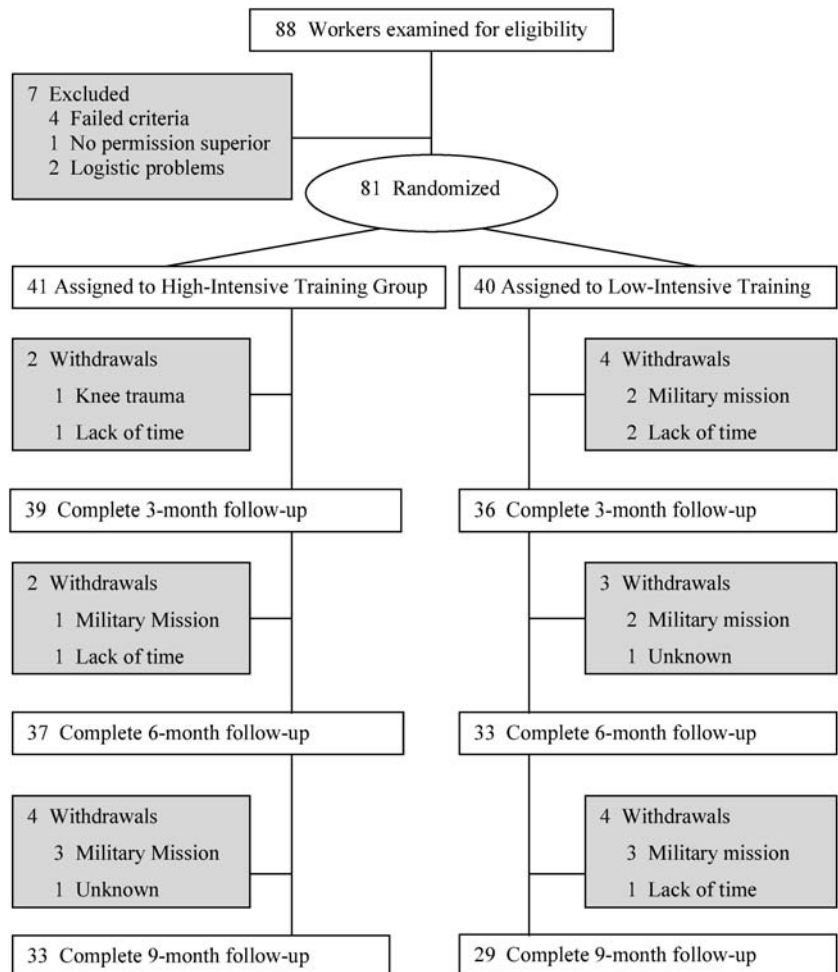 88 Workers examined for eligibility
7 Excluded
4 Failed criteria
1 No permission superior
2 Logistic problems
81 Randomized
41 Assigned to High-Intensive Training Group
40 Assigned to Low-Intensive Training
2 Withdrawals
1 Knee trauma
1 Lack of time
4 Withdrawals
2 Military mission
2 Lack of time
39 Complete 3-month follow-up
36 Complete 3-month follow-up
2 Withdrawals
1 Military Mission
1 Lack of time
3 Withdrawals
2 Military mission
1 Unknown
37 Complete 6-month follow-up
33 Complete 6-month follow-up
4 Withdrawals
3 Military Mission
1 Unknown
4 Withdrawals
3 Military mission
1 Lack of time
33 Complete 9-month follow-up
29 Complete 9-month follow-up